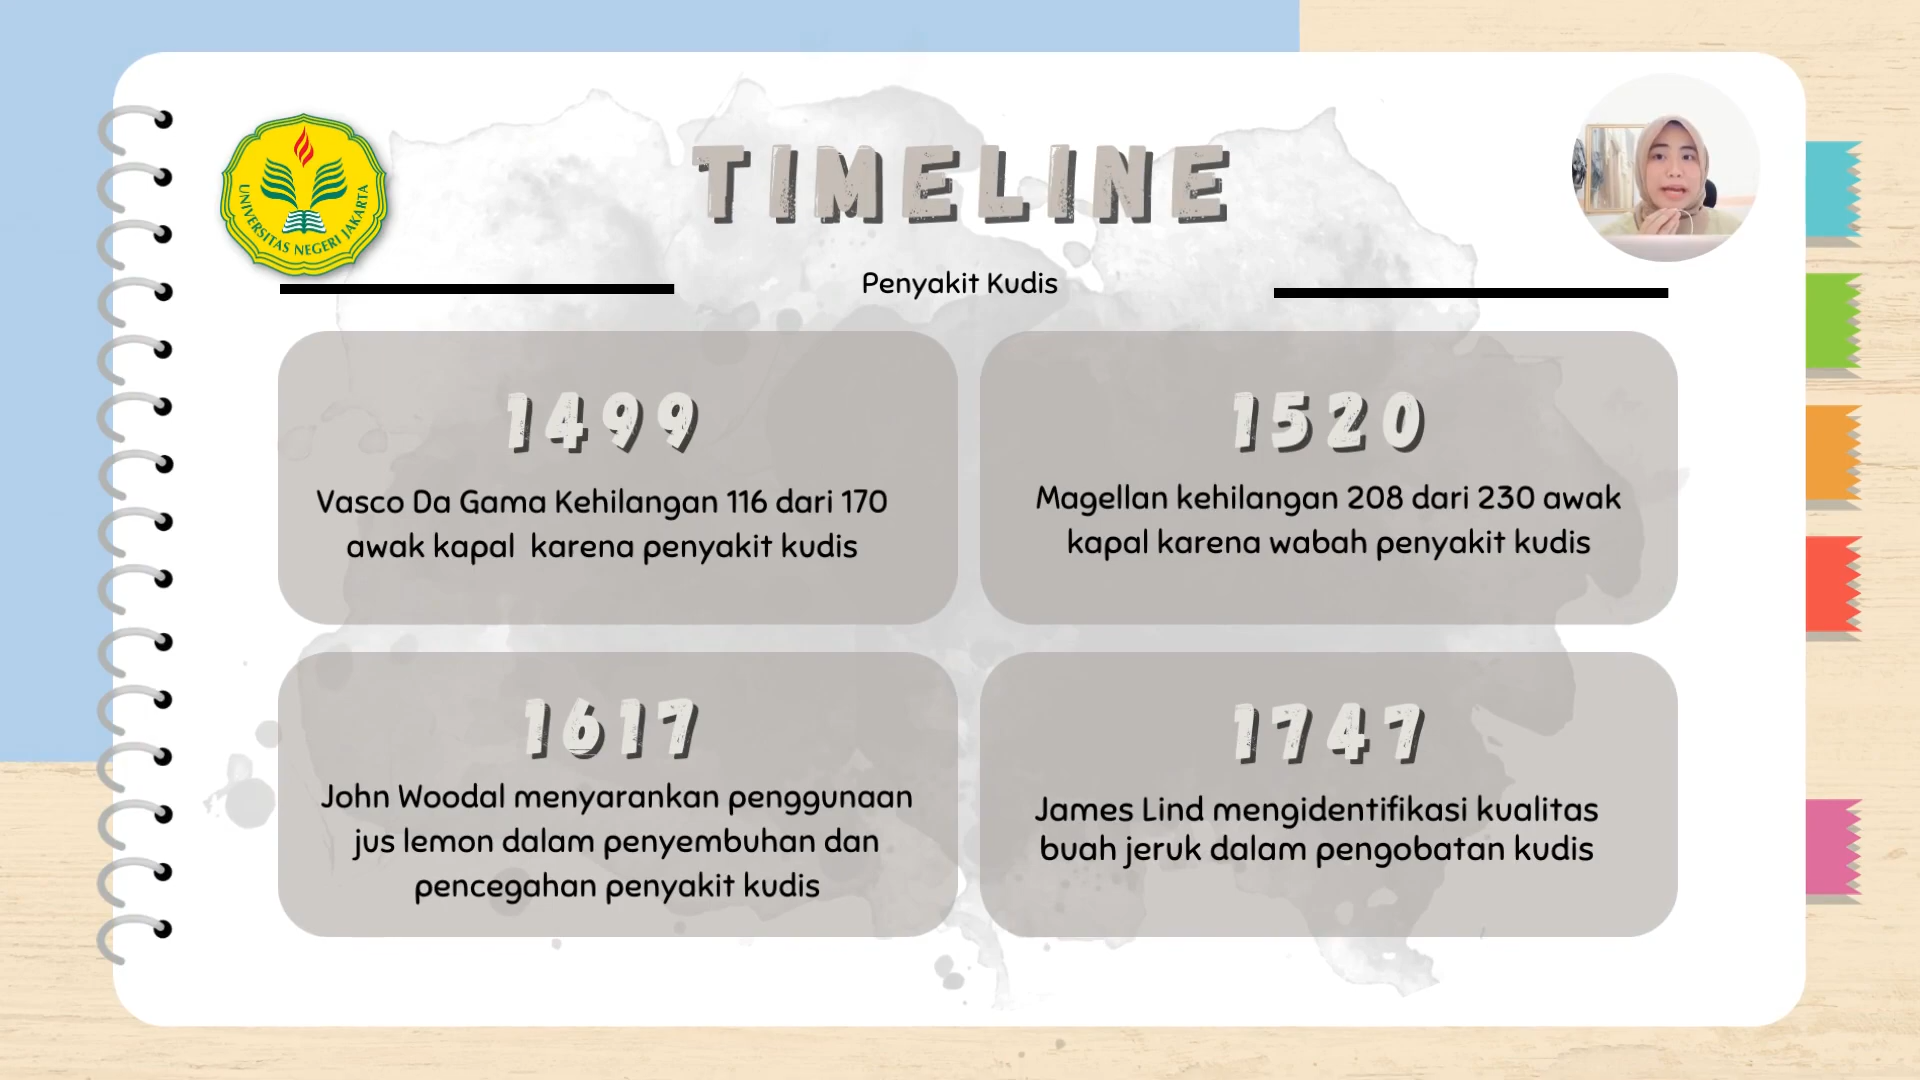 UNIVERSITAS NEGERI JAKARTA
TIMELINE
Penyakit Kudis
1499
Vasco Da Gama Kehilangan 116 dari 170
awak kapal  karena penyakit kudis
1520
Magellan kehilangan 208 dari 230 awak
kapal karena wabah penyakit kudis
1617
John Woodal menyarankan penggunaan
jus lemon dalam penyembuhan dan
pencegahan penyakit kudis
1747
James Lind mengidentifikasi kualitas
buah jeruk dalam pengobatan kudis